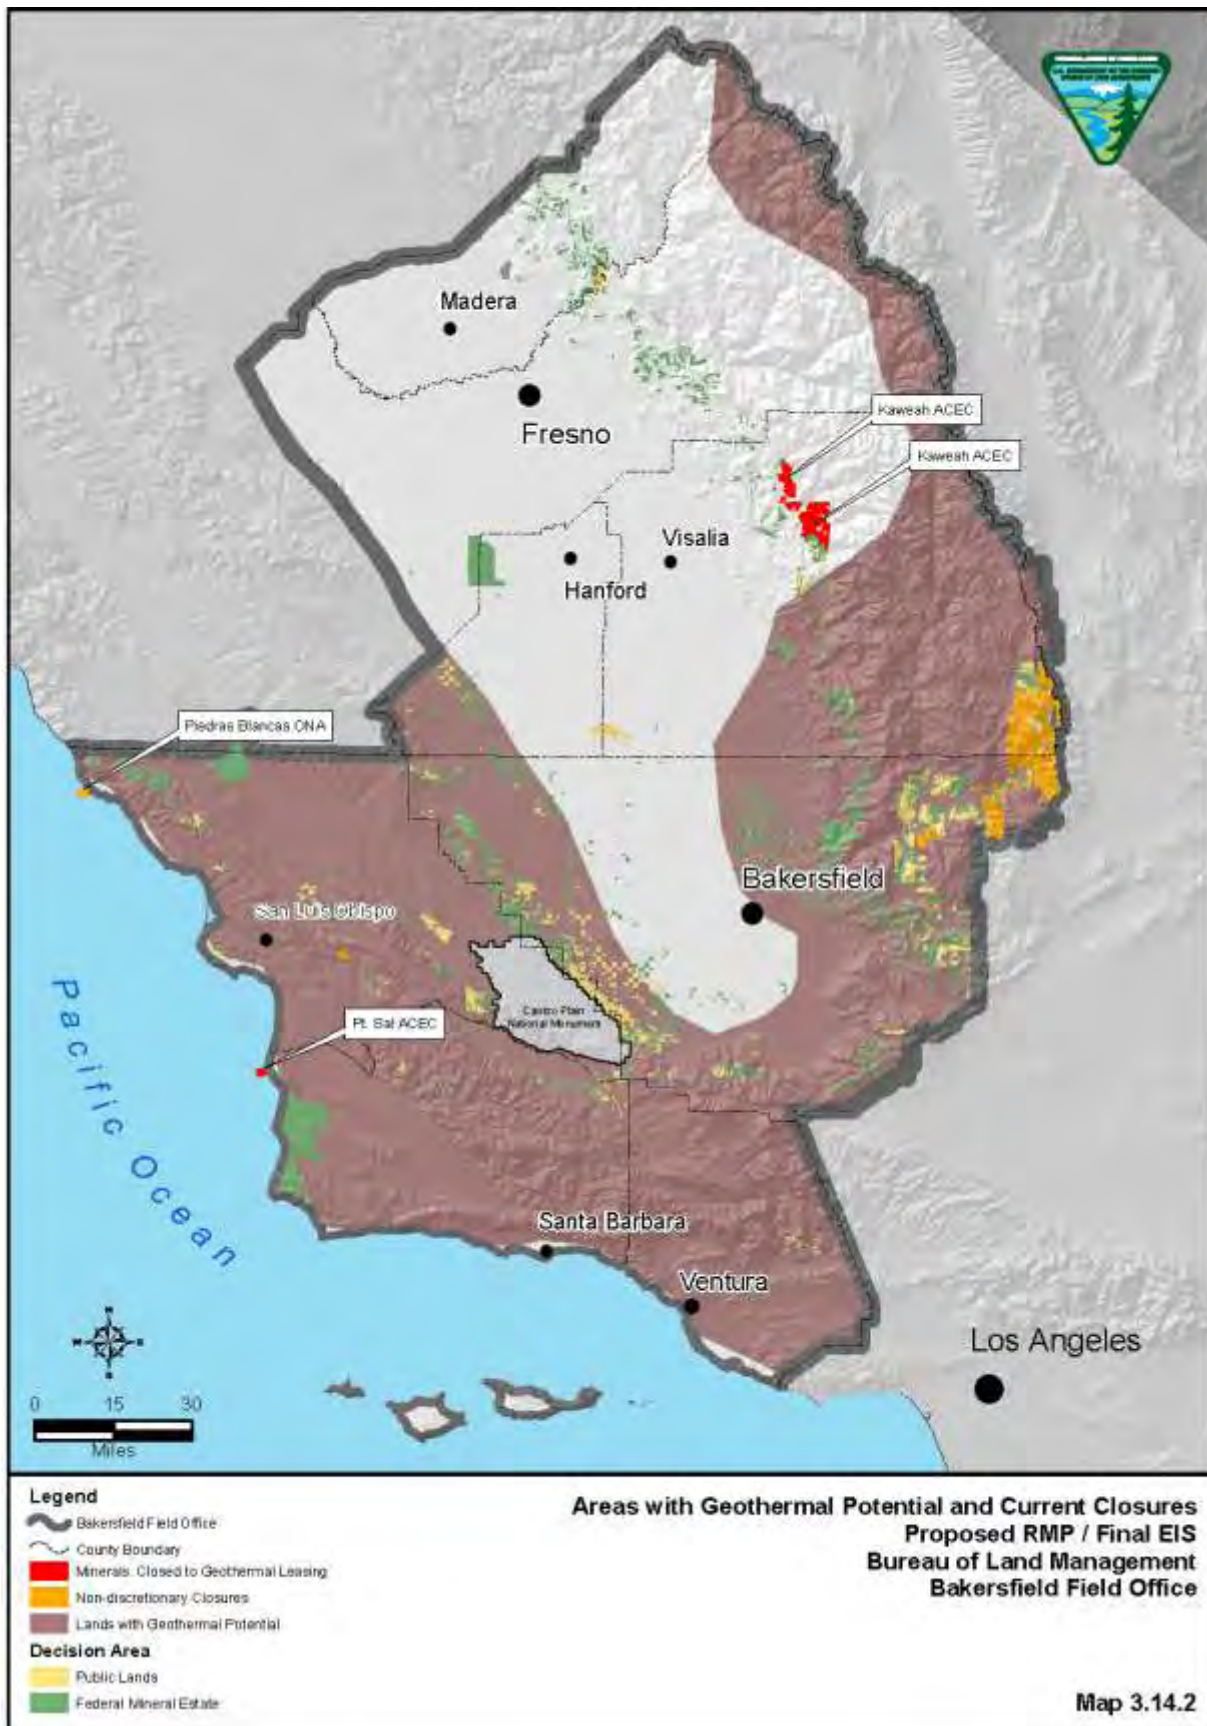 Madera
Fresno
Kaweah ACEC
Kaweah ACEC
Visalia
Hanford
Piedras Blancas ONA
Bakersfield
San Luis Obispo
Carrizo Plain
National Monument
Pt. Sal ACEC
Pacific Ocean
Santa Barbara
Ventura
Los Angeles
N
W
E
S
0 15 30
Miles
Legend
Bakersfield Field Office
County Boundary
Minerals Closed to Geothermal Leasing
Non-discretionary Closures
Lands with Geothermal Potential
Decision Area
Public Lands
Federal Mineral Estate
Areas with Geothermal Potential and Current Closures
Proposed RMP / Final EIS
Bureau of Land Management
Bakersfield Field Office
Map 3.14.2